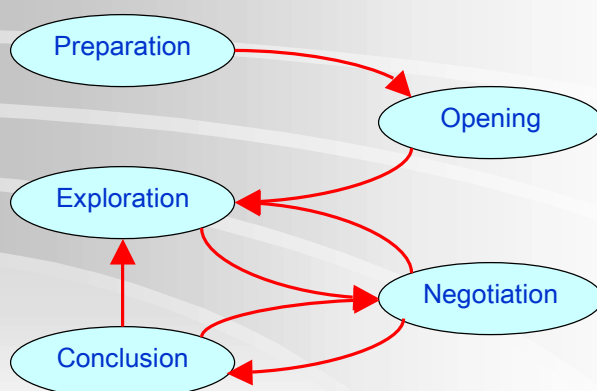 Preparation
Opening
Exploration
Negotiation
Conclusion